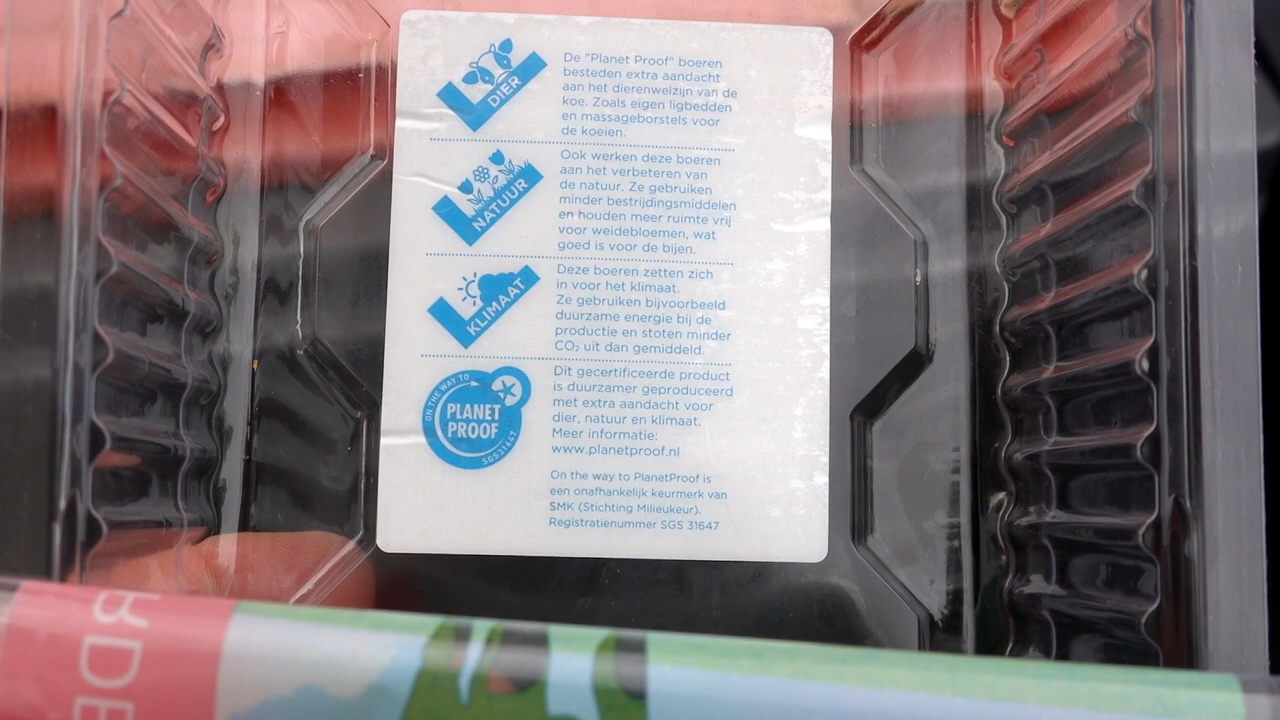 DIER
De "Planet Proof" boeren
besteden extra aandacht
aan het dierenwelzijn van de
koe. Zoals eigen ligbedden
en massageborstels voor
de koeien.
NATUUR
Ook werken deze boeren
aan het verbeteren van
de natuur. Ze gebruiken
minder bestrijdingsmiddelen
en houden meer ruimte vrij
voor weidebloemen, wat
goed is voor de bijen.
KLIMAAT
Deze boeren zetten zich
in voor het klimaat.
Ze gebruiken bijvoorbeeld
duurzame energie bij de
productie en stoten minder
CO₂ uit dan gemiddeld.
ON THE WAY TO
PLANET
PROOF
SGS31647
Dit gecertificeerde product
is duurzamer geproduceerd
met extra aandacht voor
dier, natuur en klimaat.
Meer informatie:
www.planetproof.nl
On the way to PlanetProof is
een onafhankelijk keurmerk van
SMK (Stichting Milieukeur).
Registratienummer SGS 31647